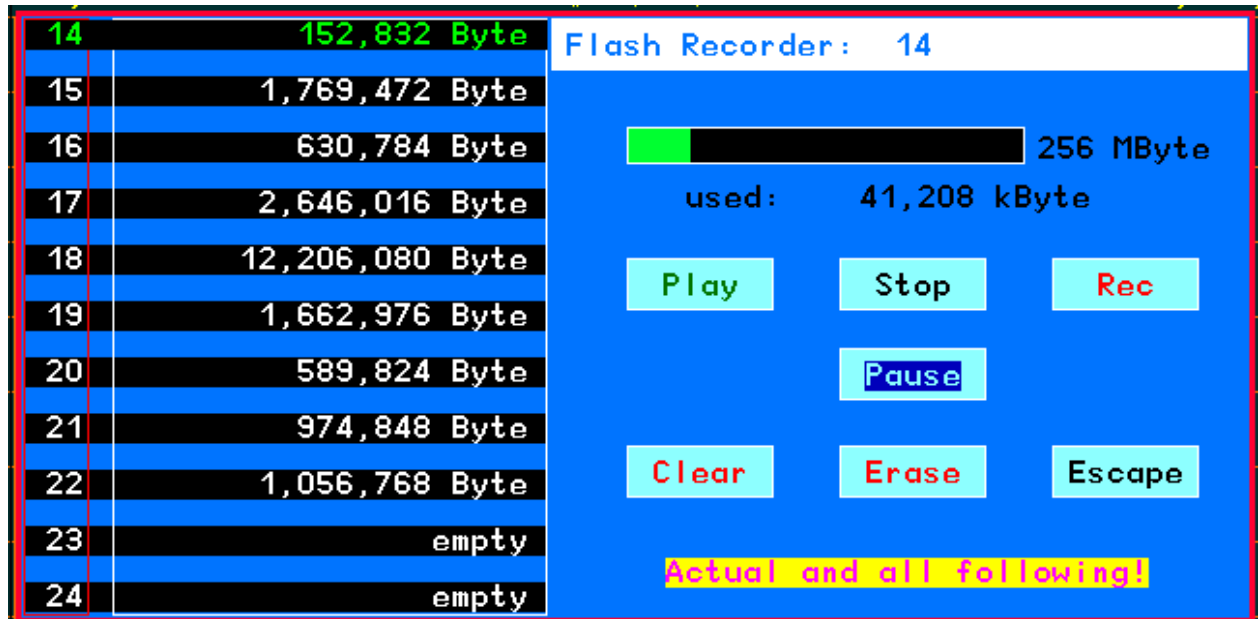 14 152,832 Byte
15 1,769,472 Byte
16 630,784 Byte
17 2,646,016 Byte
18 12,206,080 Byte
19 1,662,976 Byte
20 589,824 Byte
21 974,848 Byte
22 1,056,768 Byte
23 empty
24 empty
Flash Recorder: 14
256 MByte
used: 41,208 kByte
Play Stop Rec
Pause
Clear Erase Escape
Actual and all following!